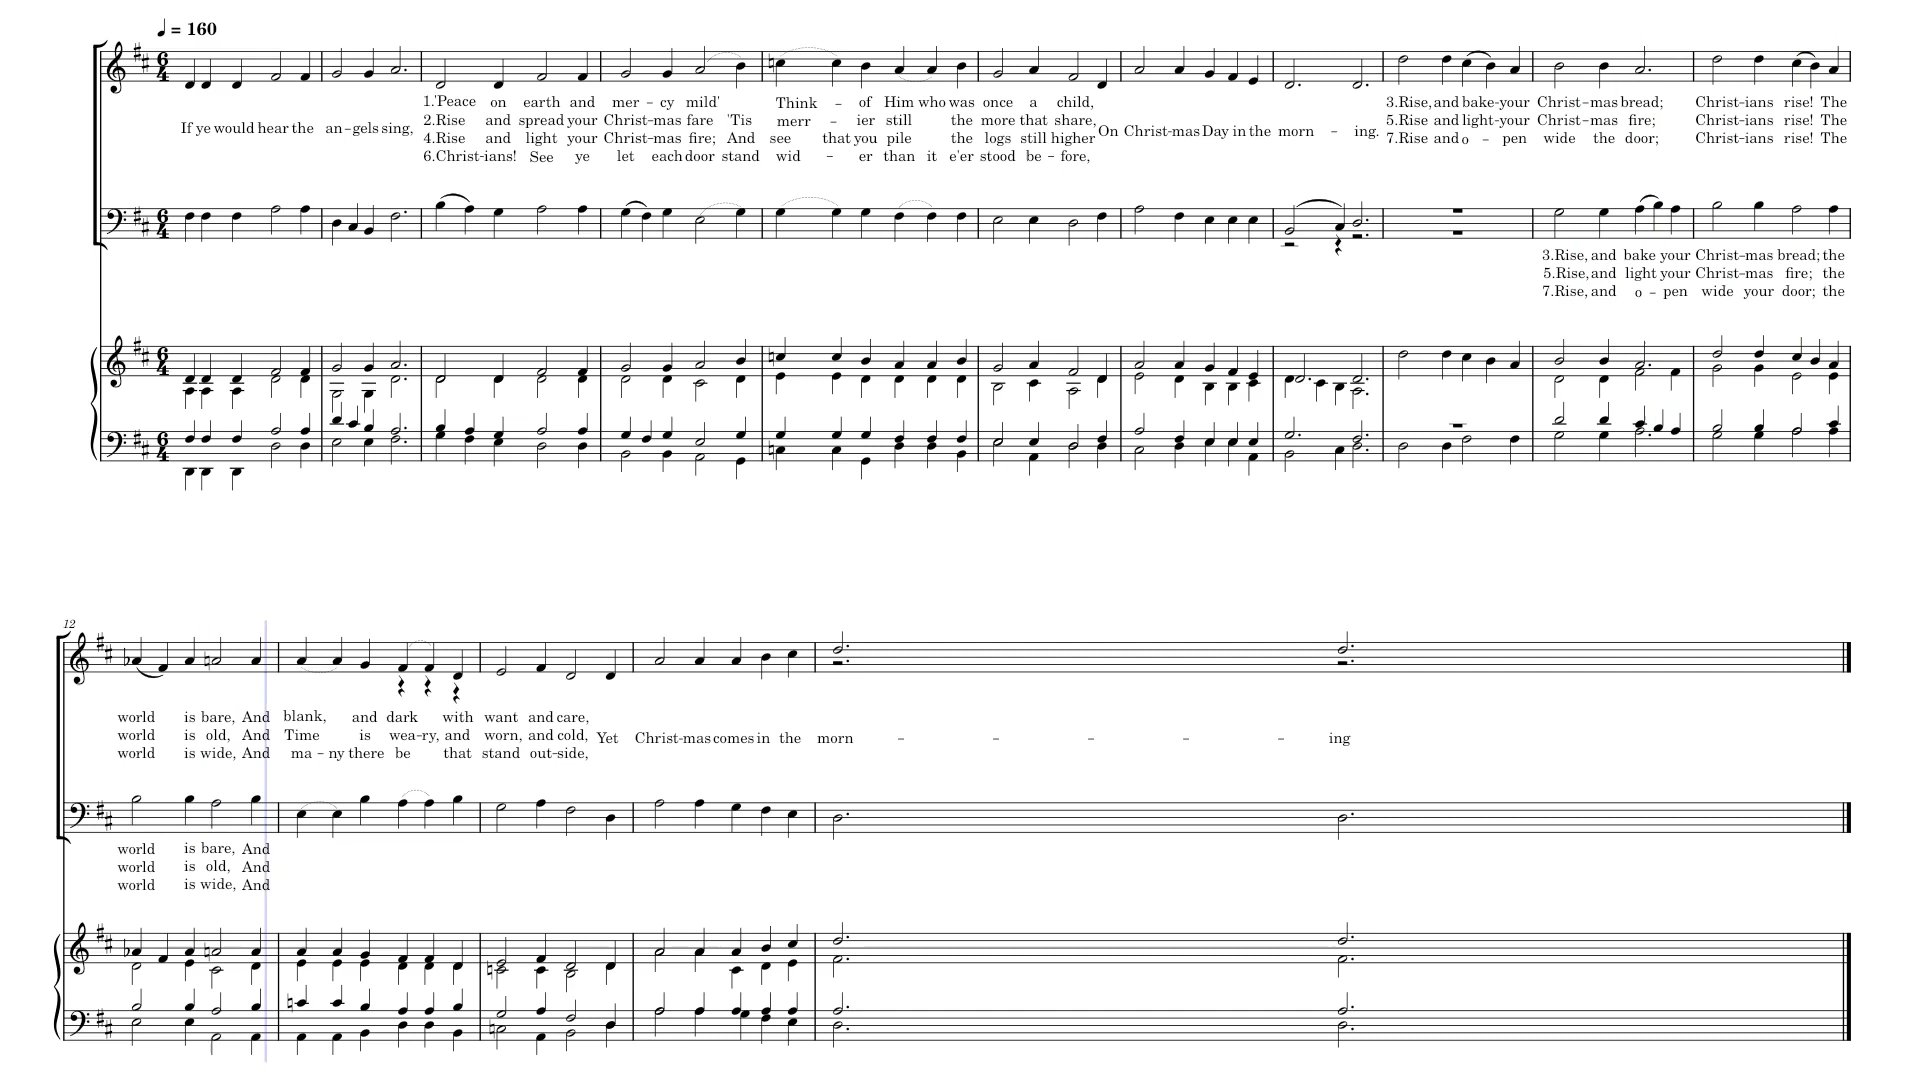 = 160
6 4
1.'Peace on earth and mer – cy mild' Think – of Him who was once a child, 3.Rise, and bake-your Christ–mas bread; Christ–ians rise! The
2.Rise and spread your Christ–mas fare 'Tis merr – ier still the more that share, 5.Rise and light–your Christ–mas fire; Christ–ians rise! The
If ye would hear the an–gels sing, On Christ–mas Day in the morn – ing.
4.Rise and light your Christ–mas fire; And see that you pile the logs still higher 7.Rise and o – pen wide the door; Christ–ians rise! The
6.Christ–ians! See ye let each door stand wid – er than it e'er stood be – fore,
6 4
3.Rise, and bake your Christ–mas bread; the
5.Rise, and light your Christ–mas fire; the
7.Rise, and o – pen wide your door; the
6 4
6 4
12
world is bare, And blank, and dark with want and care,
world is old, And Time is wea–ry, and worn, and cold, Yet Christ–mas comes in the morn – – – – – ing
world is wide, And ma – ny there be that stand out–side,
world is bare, And
world is old, And
world is wide, And